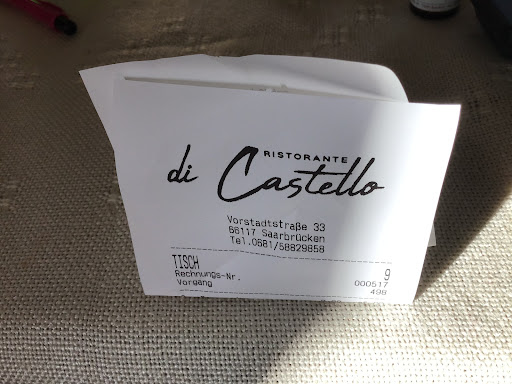 RISTORANTE
di Castello
Vorstadtstraße 33
66117 Saarbrücken
Tel.0681/58829858
TISCH 9
Rechnungs-Nr. 000517
Vorgang 498